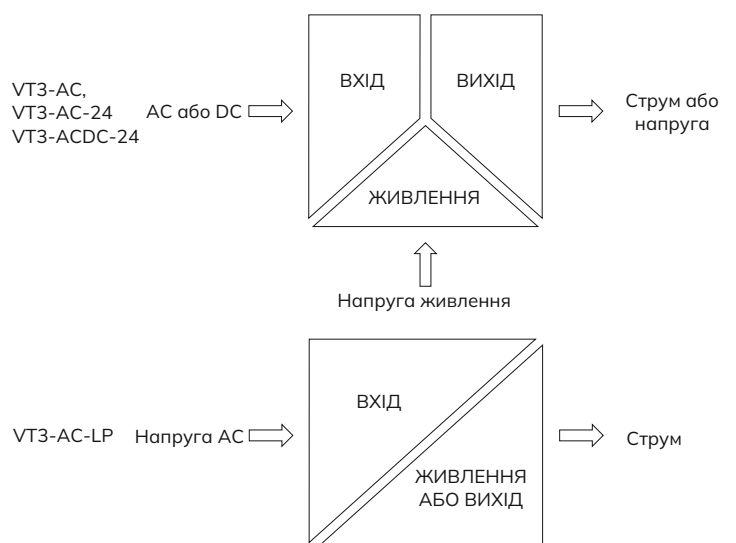 ВХІД
ВИХІД
VT3-AC,
VT3-AC-24
VT3-ACDC-24
AC або DC
Струм або
напруга
ЖИВЛЕННЯ
Напруга живлення
ВХІД
VT3-AC-LP
Напруга AC
Струм
ЖИВЛЕННЯ
АБО ВИХІД